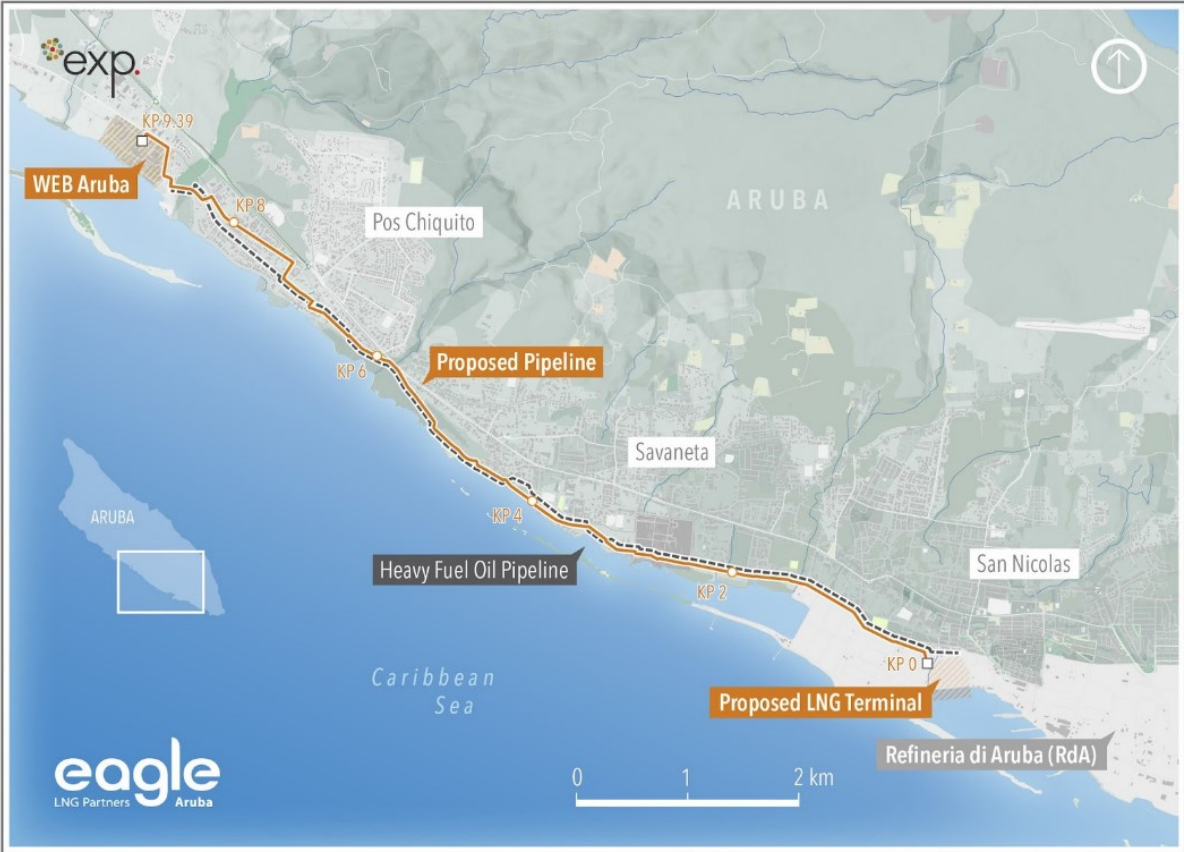 exp.
KP 9.39
WEB Aruba
KP 8
Pos Chiquito
ARUBA
KP 6
Proposed Pipeline
Savaneta
ARUBA
KP 4
Heavy Fuel Oil Pipeline
KP 2
San Nicolas
KP 0
Caribbean
Sea
Proposed LNG Terminal
Refineria di Aruba (RdA)
eagle
LNG Partners Aruba
0 1 2 km